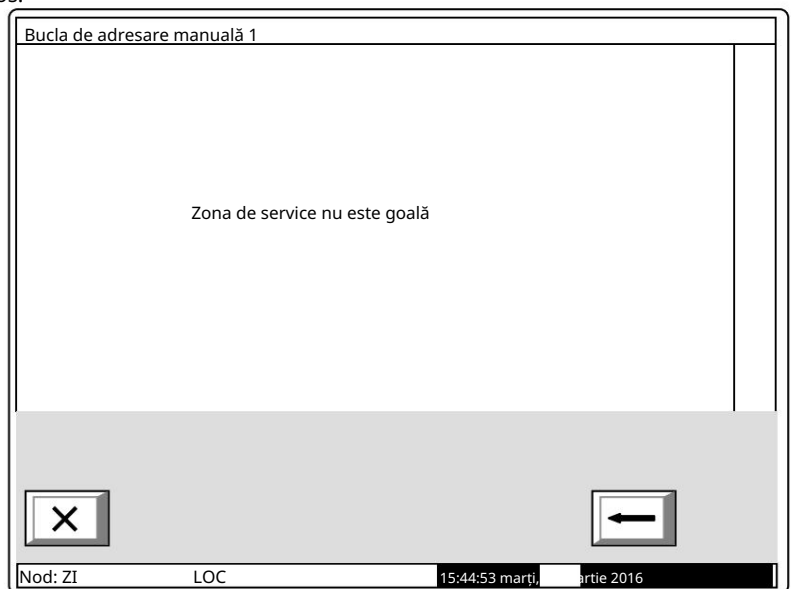 Bucla de adresare manuală 1
Zona de service nu este goală
Nod: ZI LOC 15:44:53 marți, artie 2016